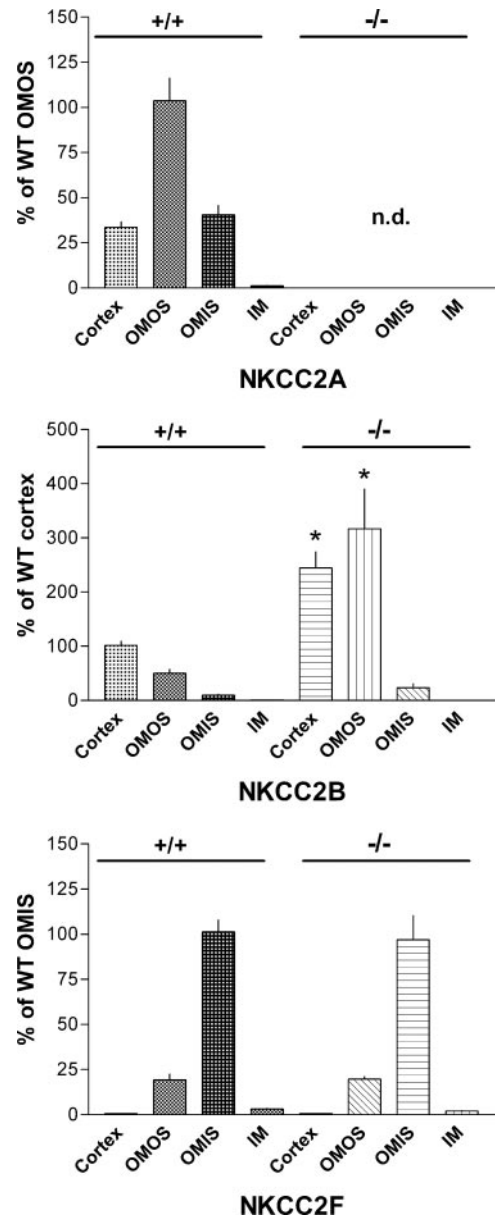 +/+ -/-
150
125
100
75
50
25
0
% of WT OMOS
n.d.
Cortex OMOS OMIS IM Cortex OMOS OMIS IM
NKCC2A
+/+ -/-
500
400
300
200
100
0
% of WT cortex
* *
Cortex OMOS OMIS IM Cortex OMOS OMIS IM
NKCC2B
+/+ -/-
150
125
100
75
50
25
0
% of WT OMIS
Cortex OMOS OMIS IM Cortex OMOS OMIS IM
NKCC2F